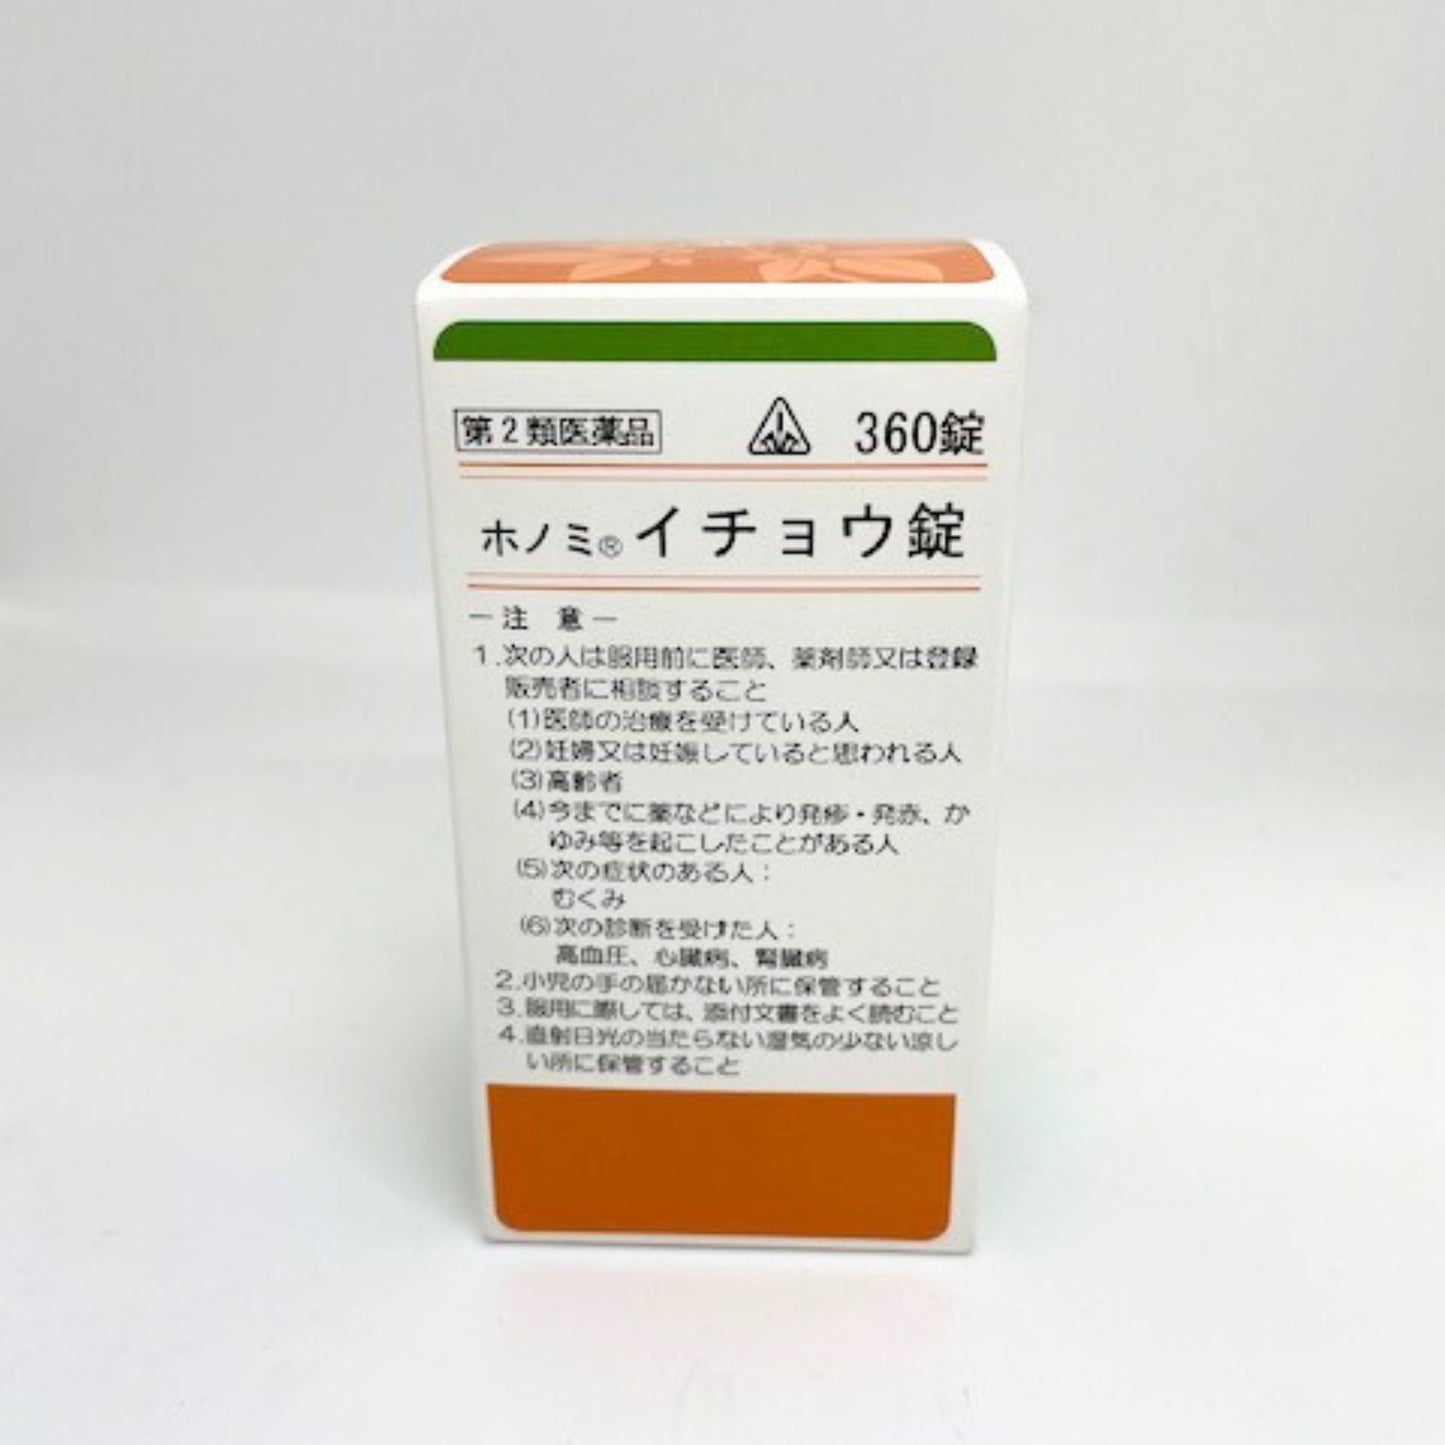 第2類医薬品 360錠
ホノミ®イチョウ錠
－注 意－
1.次の人は服用前に医師、薬剤師又は登録
販売者に相談すること
(1)医師の治療を受けている人
(2)妊婦又は妊娠していると思われる人
(3)高齢者
(4)今までに薬などにより発疹・発赤、か
ゆみ等を起こしたことがある人
(5)次の症状のある人：
むくみ
(6)次の診断を受けた人：
高血圧、心臓病、腎臓病
2.小児の手の届かない所に保管すること
3.服用に際しては、添付文書をよく読むこと
4.直射日光の当たらない湿気の少ない涼し
い所に保管すること